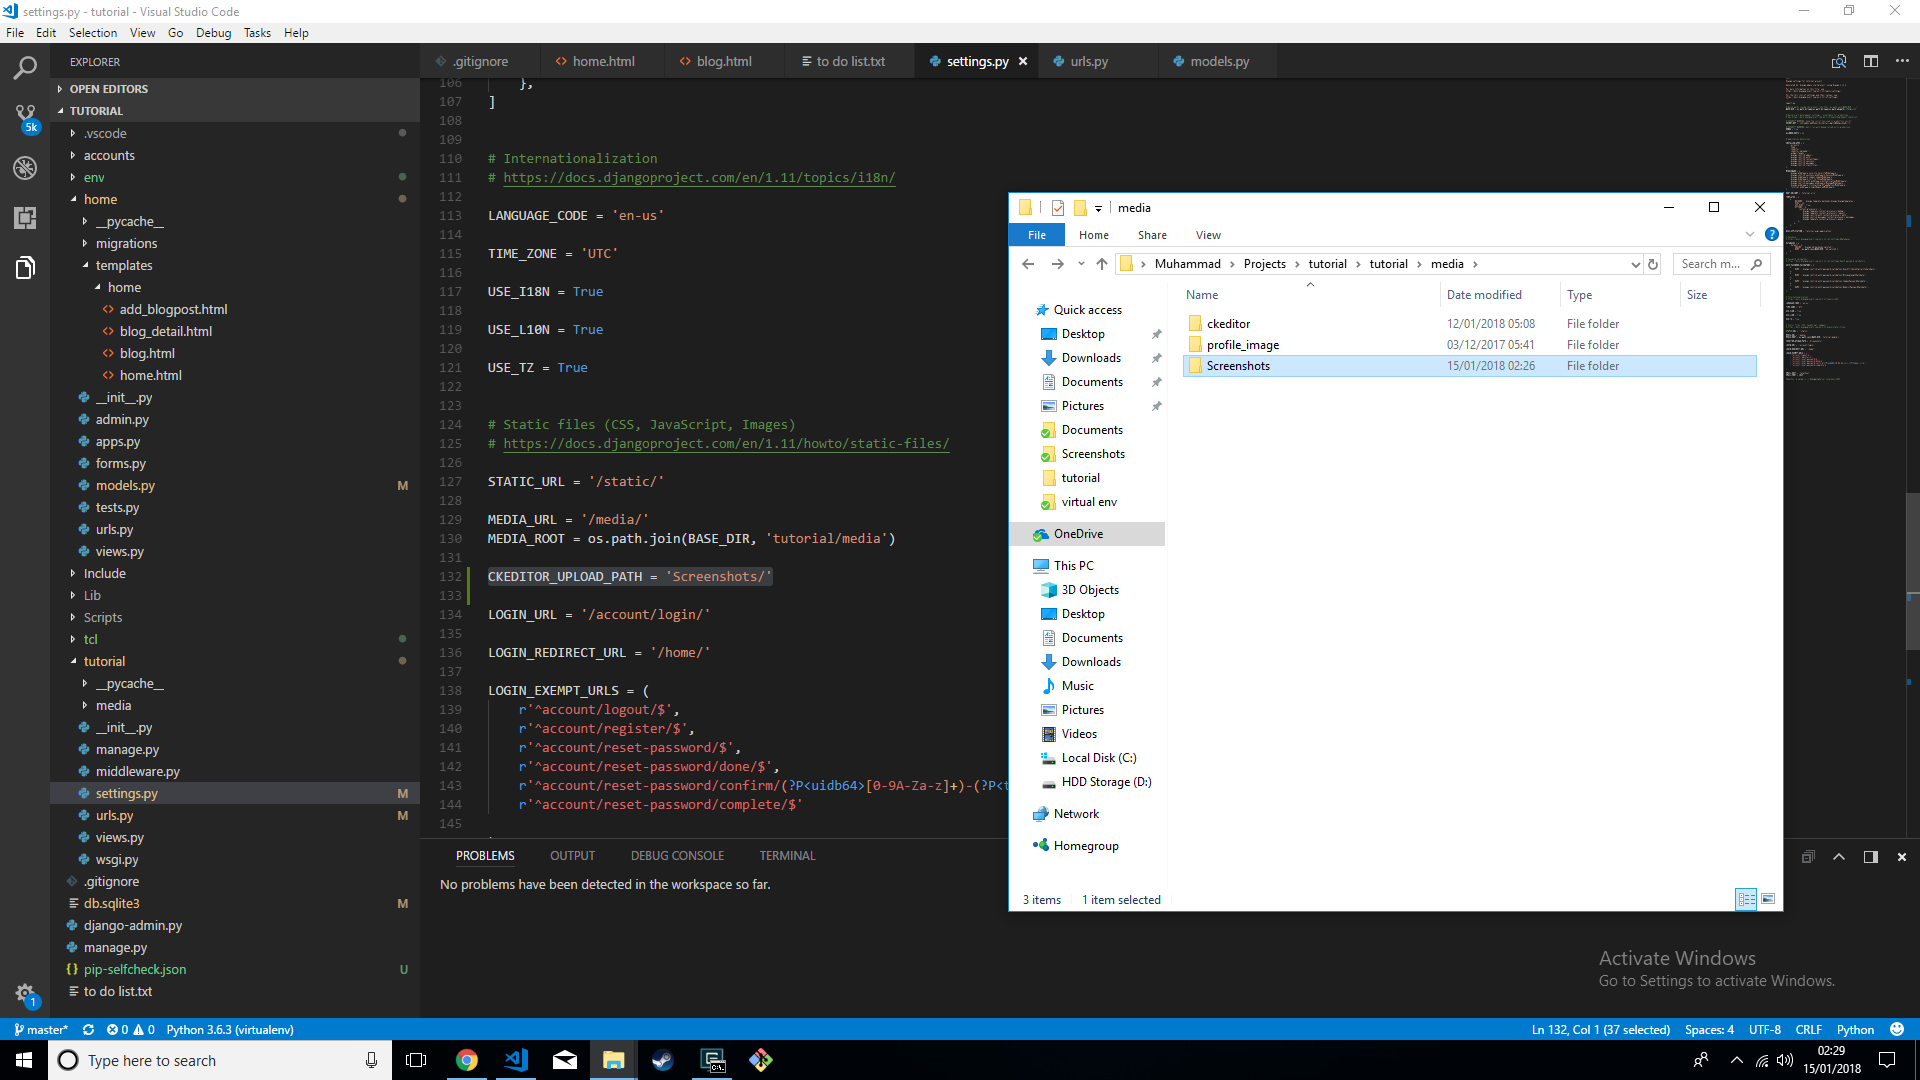 settings.py - tutorial - Visual Studio Code
File Edit Selection View Go Debug Tasks Help
EXPLORER
OPEN EDITORS
TUTORIAL
.vscode
accounts
env
home
__pycache__
migrations
templates
home
add_blogpost.html
blog_detail.html
blog.html
home.html
__init__.py
admin.py
apps.py
forms.py
models.py M
tests.py
urls.py
views.py
Include
Lib
Scripts
tcl
tutorial
__pycache__
media
__init__.py
manage.py
middleware.py
settings.py M
urls.py M
views.py
wsgi.py
.gitignore
db.sqlite3 M
django-admin.py
manage.py
{} pip-selfcheck.json U
to do list.txt
5k
1
.gitignore home.html blog.html to do list.txt settings.py urls.py models.py
106 },
107 ]
108
109
110 # Internationalization
111 # https://docs.djangoproject.com/en/1.11/topics/i18n/
112
113 LANGUAGE_CODE = 'en-us'
114
115 TIME_ZONE = 'UTC'
116
117 USE_I18N = True
118
119 USE_L10N = True
120
121 USE_TZ = True
122
123
124 # Static files (CSS, JavaScript, Images)
125 # https://docs.djangoproject.com/en/1.11/howto/static-files/
126
127 STATIC_URL = '/static/'
128
129 MEDIA_URL = '/media/'
130 MEDIA_ROOT = os.path.join(BASE_DIR, 'tutorial/media')
131
132 CKEDITOR_UPLOAD_PATH = 'Screenshots/'
133
134 LOGIN_URL = '/account/login/'
135
136 LOGIN_REDIRECT_URL = '/home/'
137
138 LOGIN_EXEMPT_URLS = (
139 r'^account/logout/$',
140 r'^account/register/$',
141 r'^account/reset-password/$',
142 r'^account/reset-password/done/$',
143 r'^account/reset-password/confirm/(?P<uidb64>[0-9A-Za-z]+)-(?P<t
144 r'^account/reset-password/complete/$'
145
PROBLEMS OUTPUT DEBUG CONSOLE TERMINAL
No problems have been detected in the workspace so far.
media
File Home Share View
Muhammad Projects tutorial tutorial media
Search m...
Name Date modified Type Size
ckeditor 12/01/2018 05:08 File folder
profile_image 03/12/2017 05:41 File folder
Screenshots 15/01/2018 02:26 File folder
Quick access
Desktop
Downloads
Documents
Pictures
Documents
Screenshots
tutorial
virtual env
OneDrive
This PC
3D Objects
Desktop
Documents
Downloads
Music
Pictures
Videos
Local Disk (C:)
HDD Storage (D:)
Network
Homegroup
3 items 1 item selected
Activate Windows
Go to Settings to activate Windows.
master* 0 0 Python 3.6.3 (virtualenv)
Ln 132, Col 1 (37 selected) Spaces: 4 UTF-8 CRLF Python
Type here to search
02:29
15/01/2018